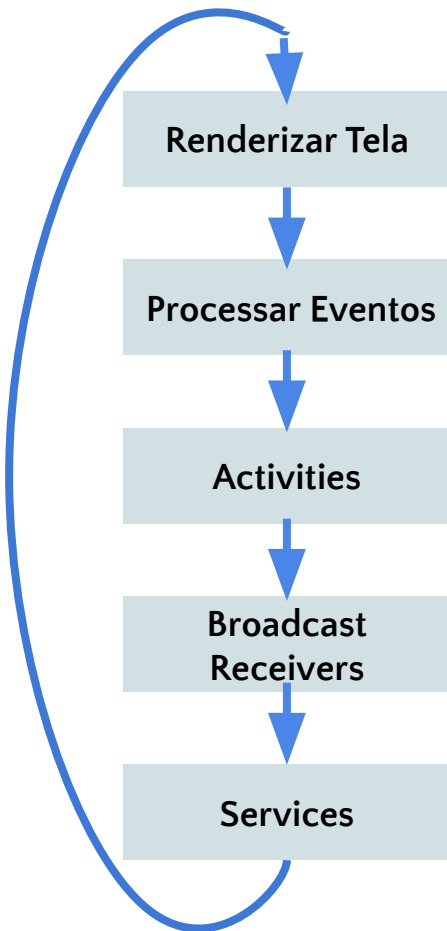 Renderizar Tela
Processar Eventos
Activities
Broadcast
Receivers
Services